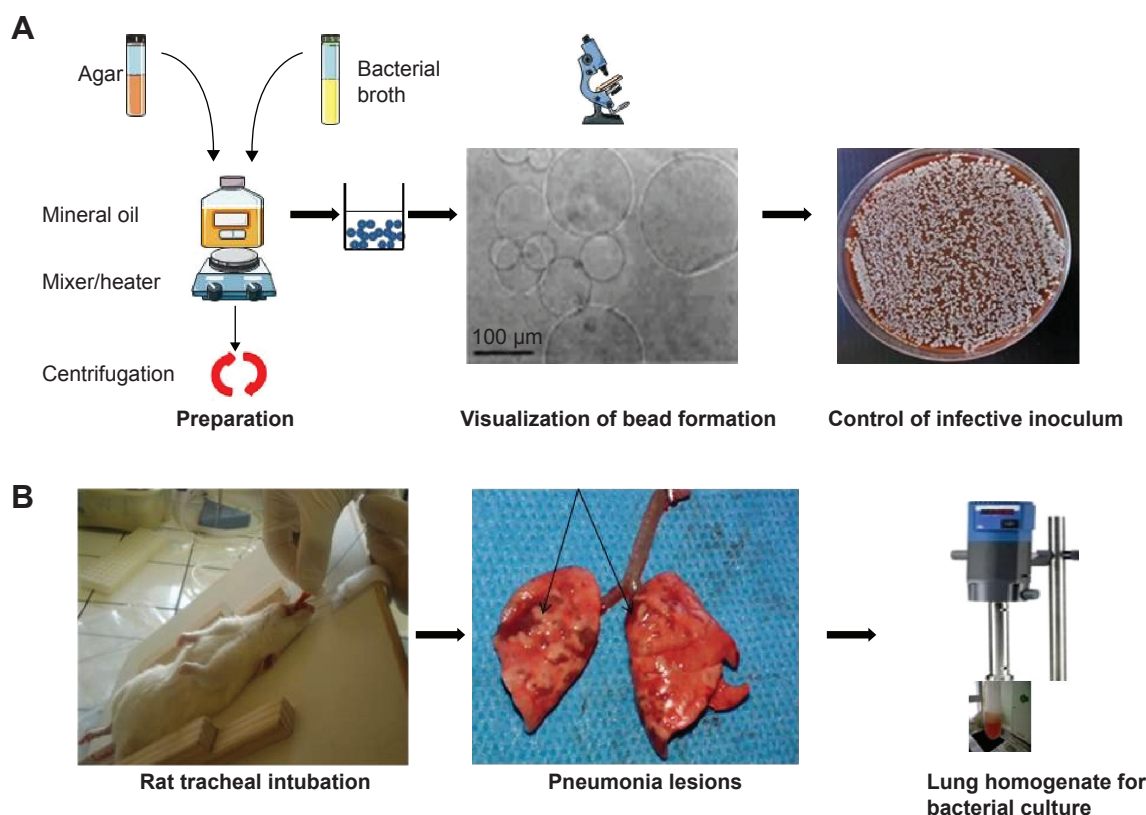 A
Agar
Bacterial
broth
Mineral oil
Mixer/heater
Centrifugation
100 µm
Preparation
Visualization of bead formation
Control of infective inoculum
B
Rat tracheal intubation
Pneumonia lesions
Lung homogenate for
bacterial culture